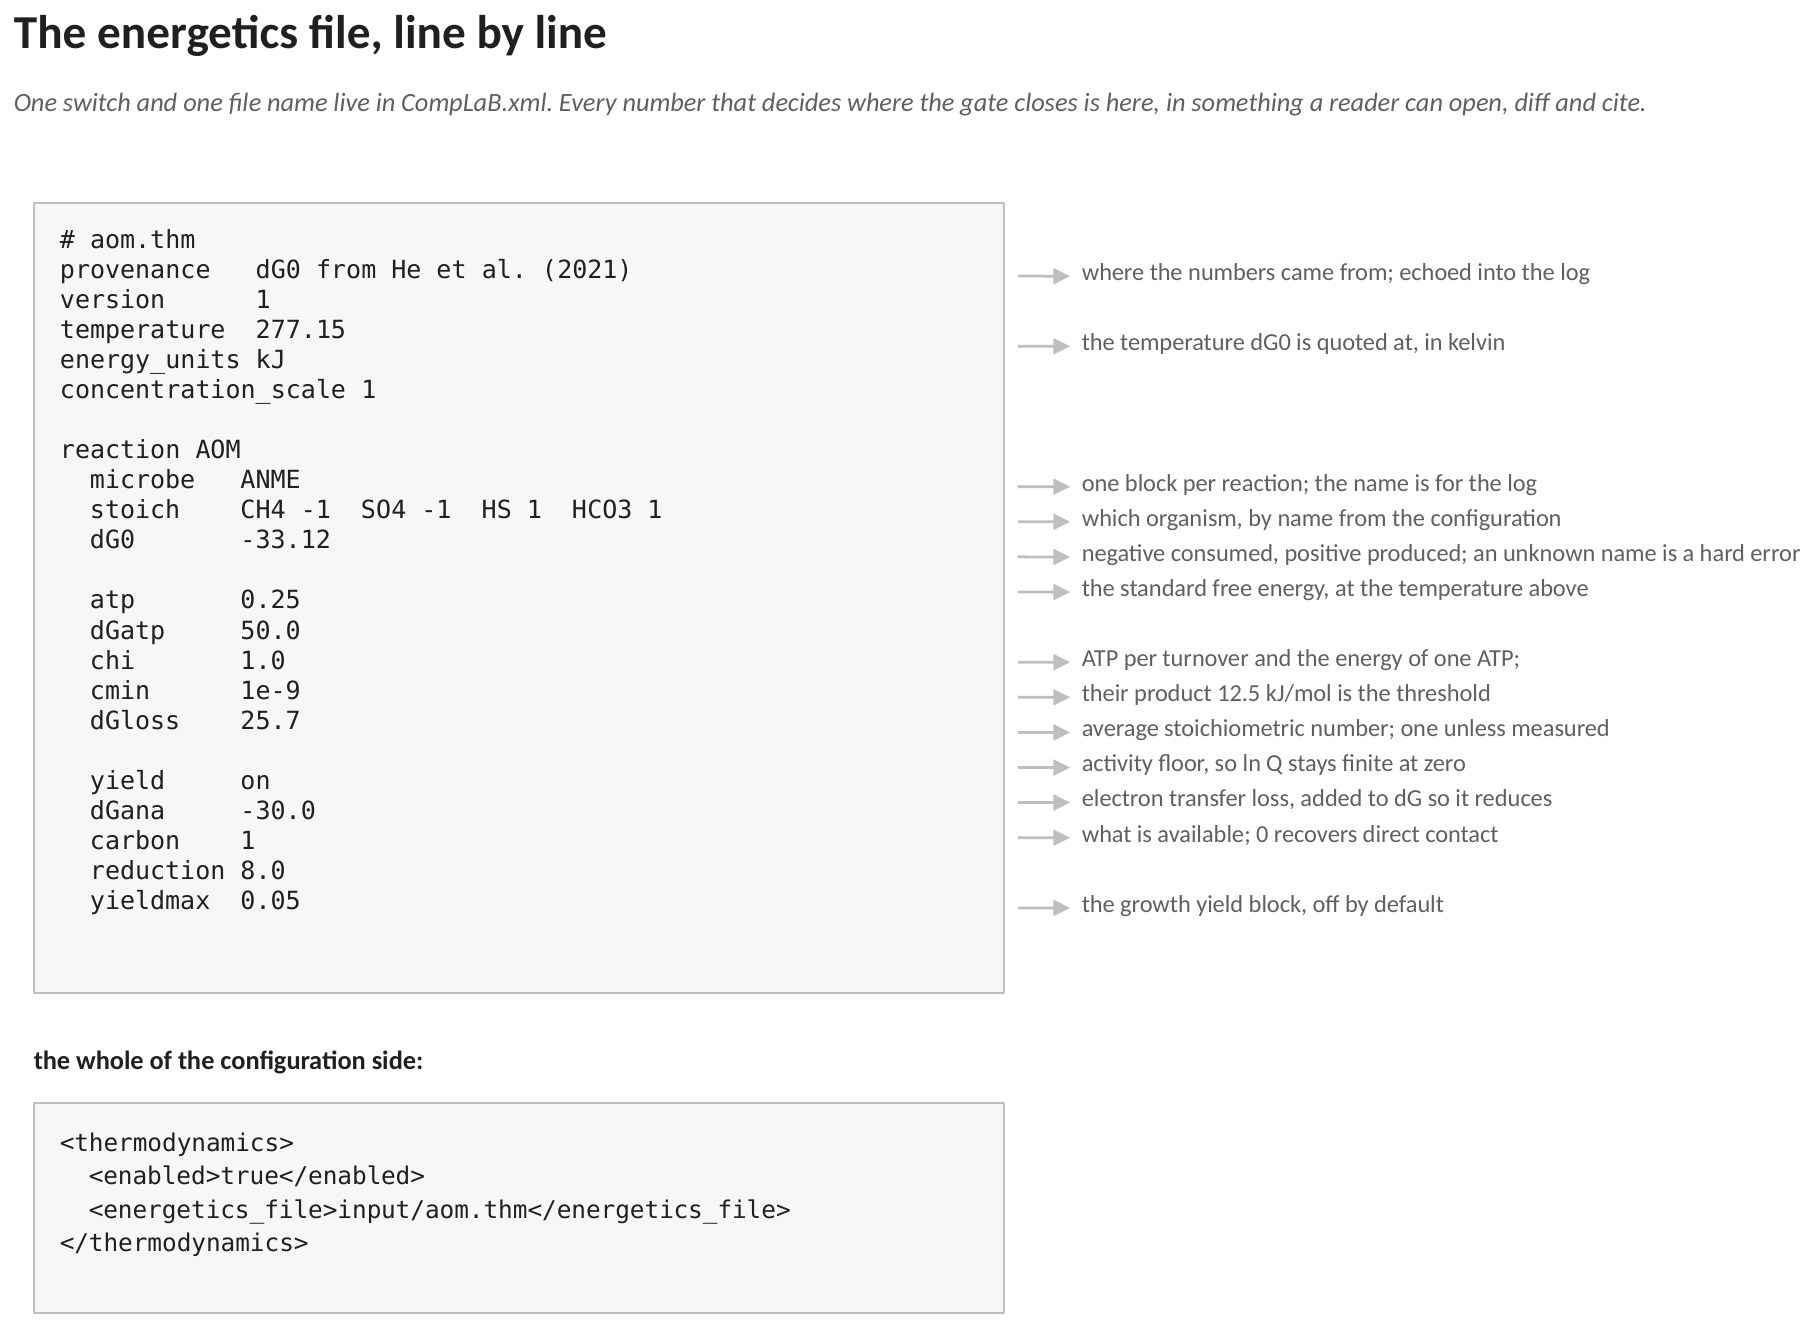 The energetics file, line by line
One switch and one file name live in CompLaB.xml. Every number that decides where the gate closes is here, in something a reader can open, diff and cite.
# aom.thm
provenance   dG0 from He et al. (2021)
version      1
temperature  277.15
energy_units kJ
concentration_scale 1
reaction AOM
  microbe   ANME
  stoich    CH4 -1  SO4 -1  HS 1  HCO3 1
  dG0       -33.12
  atp       0.25
  dGatp     50.0
  chi       1.0
  cmin      1e-9
  dGloss    25.7
  yield     on
  dGana     -30.0
  carbon    1
  reduction 8.0
  yieldmax  0.05
where the numbers came from; echoed into the log
the temperature dG0 is quoted at, in kelvin
one block per reaction; the name is for the log
which organism, by name from the configuration
negative consumed, positive produced; an unknown name is a hard error
the standard free energy, at the temperature above
ATP per turnover and the energy of one ATP;
their product 12.5 kJ/mol is the threshold
average stoichiometric number; one unless measured
activity floor, so ln Q stays finite at zero
electron transfer loss, added to dG so it reduces
what is available; 0 recovers direct contact
the growth yield block, off by default
the whole of the configuration side:
<thermodynamics>
  <enabled>true</enabled>
  <energetics_file>input/aom.thm</energetics_file>
</thermodynamics>